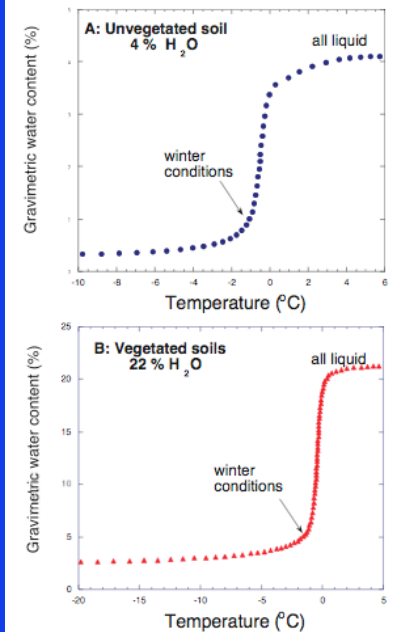 A: Unvegetated soil
4 % H2O
all liquid
winter
conditions
Gravimetric water content (%)
-10 -8 -6 -4 -2 0 2 4 6
Temperature (°C)
25
B: Vegetated soils
22 % H2O
all liquid
20
15
winter
conditions
10
5
0
Gravimetric water content (%)
-20 -15 -10 -5 0 5
Temperature (°C)